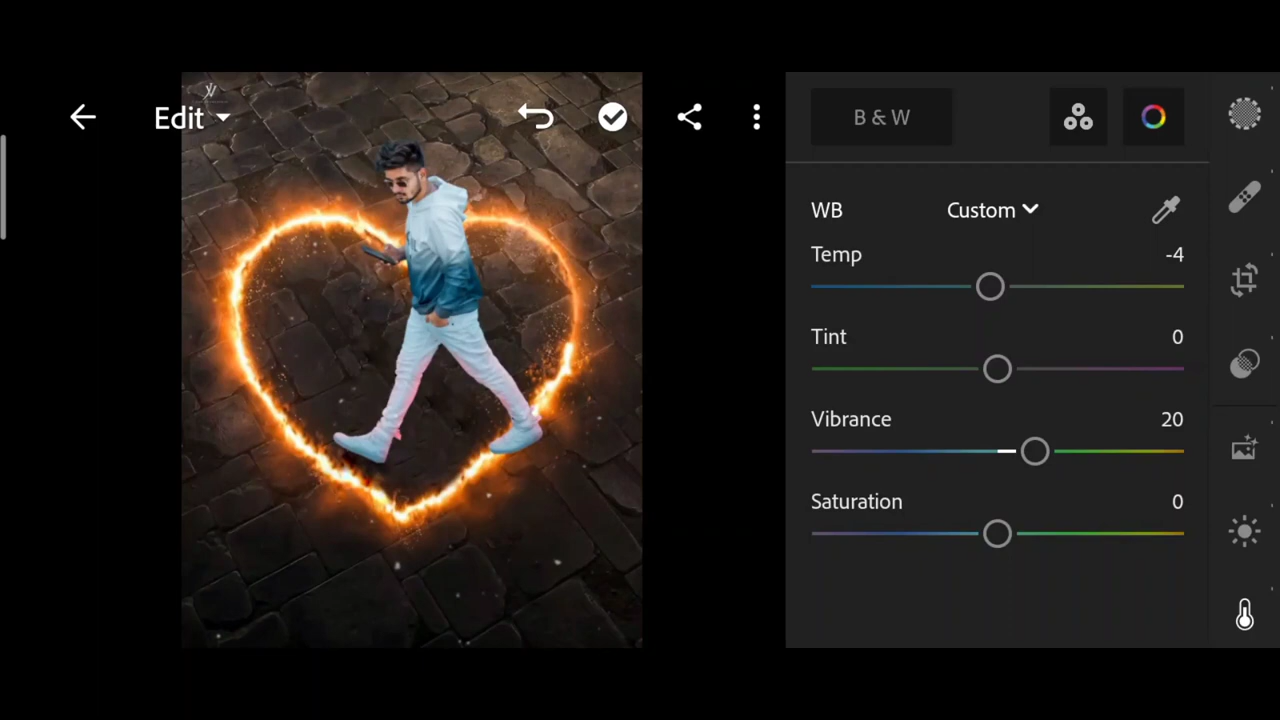 Edit
B & W
WB Custom
Temp -4
Tint 0
Vibrance 20
Saturation 0